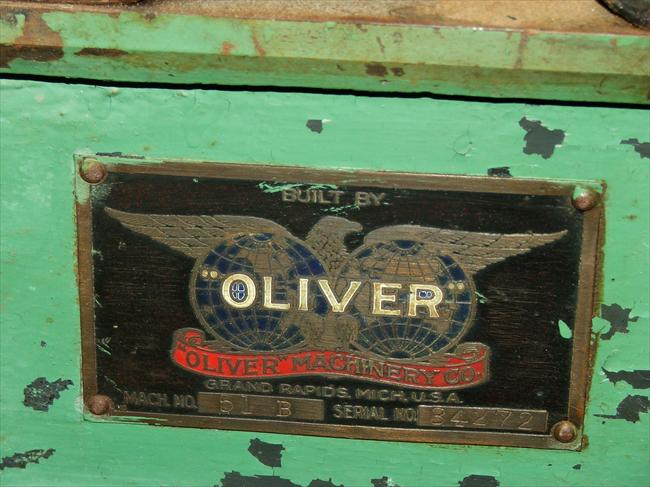 BUILT BY
"OLIVER"
"OLIVER" MACHINERY CO.
GRAND RAPIDS, MICH. U.S.A.
MACH. NO. 51 B SERIAL NO. 84272